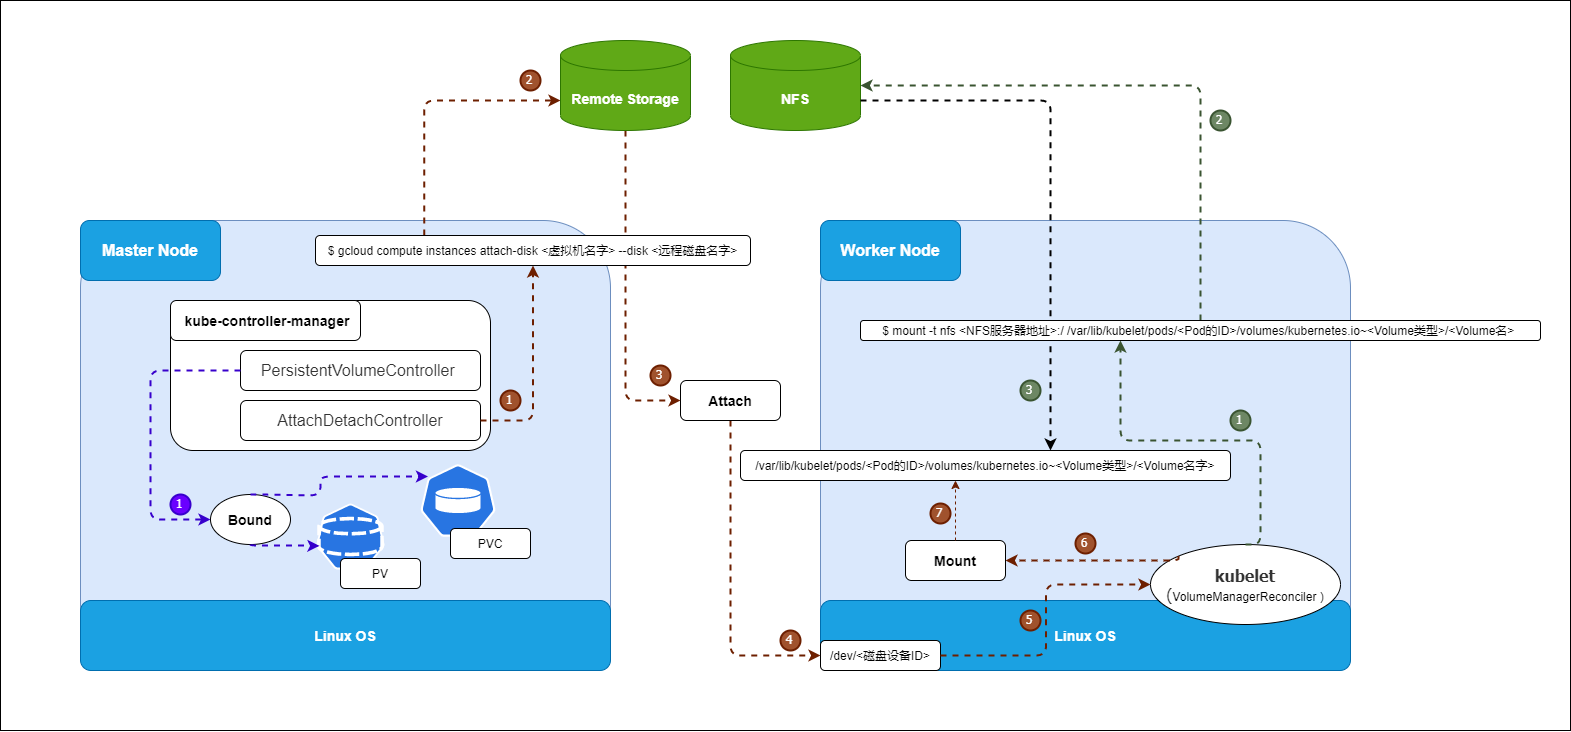 2
Remote Storage
NFS
2
Master Node
$ gcloud compute instances attach-disk <虚拟机名字> --disk <远程磁盘名字>
Worker Node
kube-controller-manager
$ mount -t nfs <NFS服务器地址>:/ /var/lib/kubelet/pods/<Pod的ID>/volumes/kubernetes.io~<Volume类型>/<Volume名>
PersistentVolumeController
3
Attach
3
1
AttachDetachController
1
/var/lib/kubelet/pods/<Pod的ID>/volumes/kubernetes.io~<Volume类型>/<Volume名字>
1
Bound
PVC
PV
7
6
Mount
kubelet
(VolumeManagerReconciler )
5
Linux OS
4
/dev/<磁盘设备ID>
Linux OS